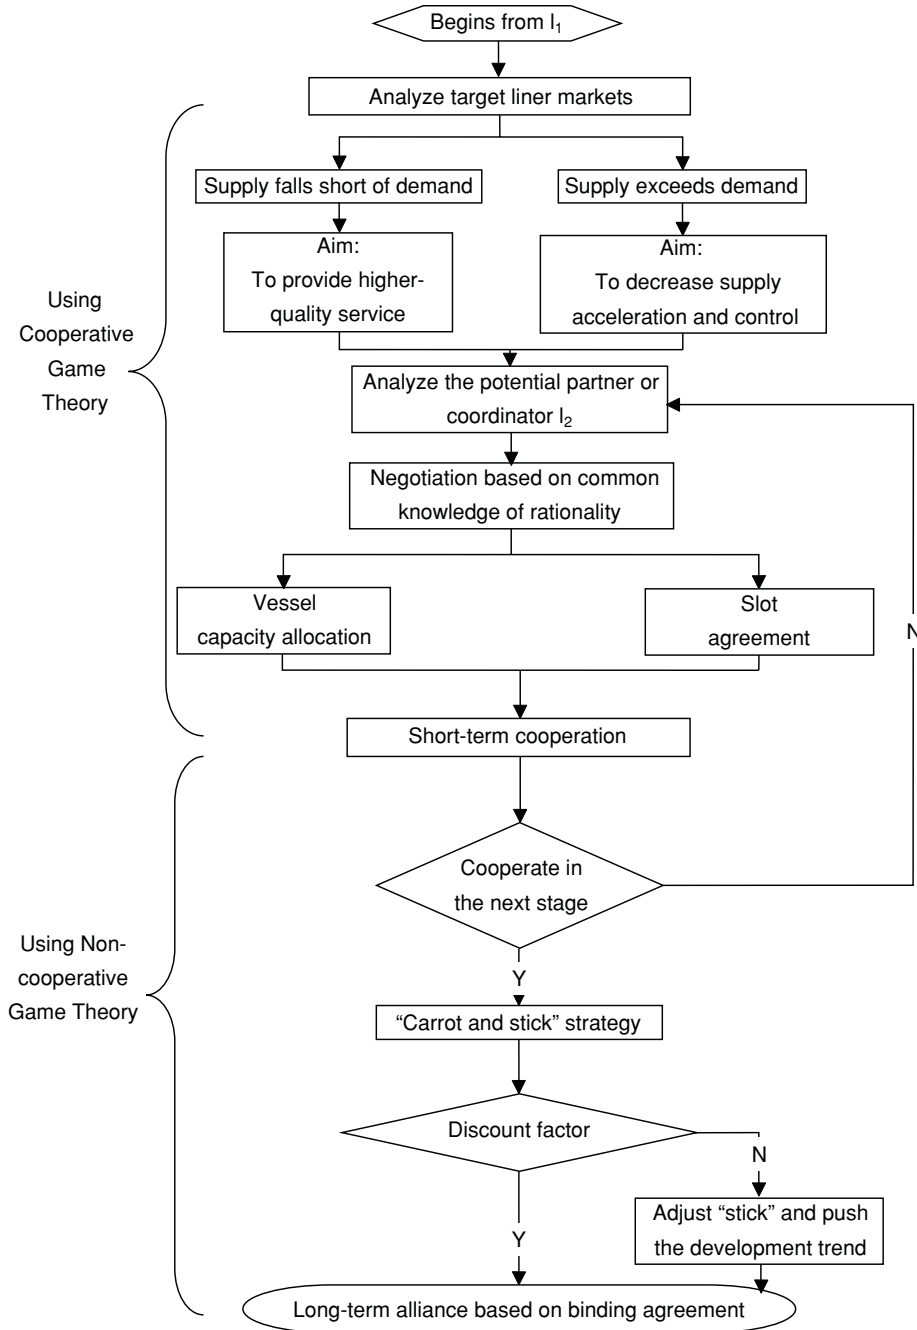 Begins from l₁
Analyze target liner markets
Supply falls short of demand
Supply exceeds demand
Aim:
To provide higher-
quality service
Aim:
To decrease supply
acceleration and control
Using
Cooperative
Game
Theory
Analyze the potential partner or
coordinator l₂
Negotiation based on common
knowledge of rationality
Vessel
capacity allocation
Slot
agreement
N
Short-term cooperation
Cooperate in
the next stage
Using Non-
cooperative
Game Theory
Y
“Carrot and stick” strategy
Discount factor
N
Y
Adjust “stick” and push
the development trend
Long-term alliance based on binding agreement